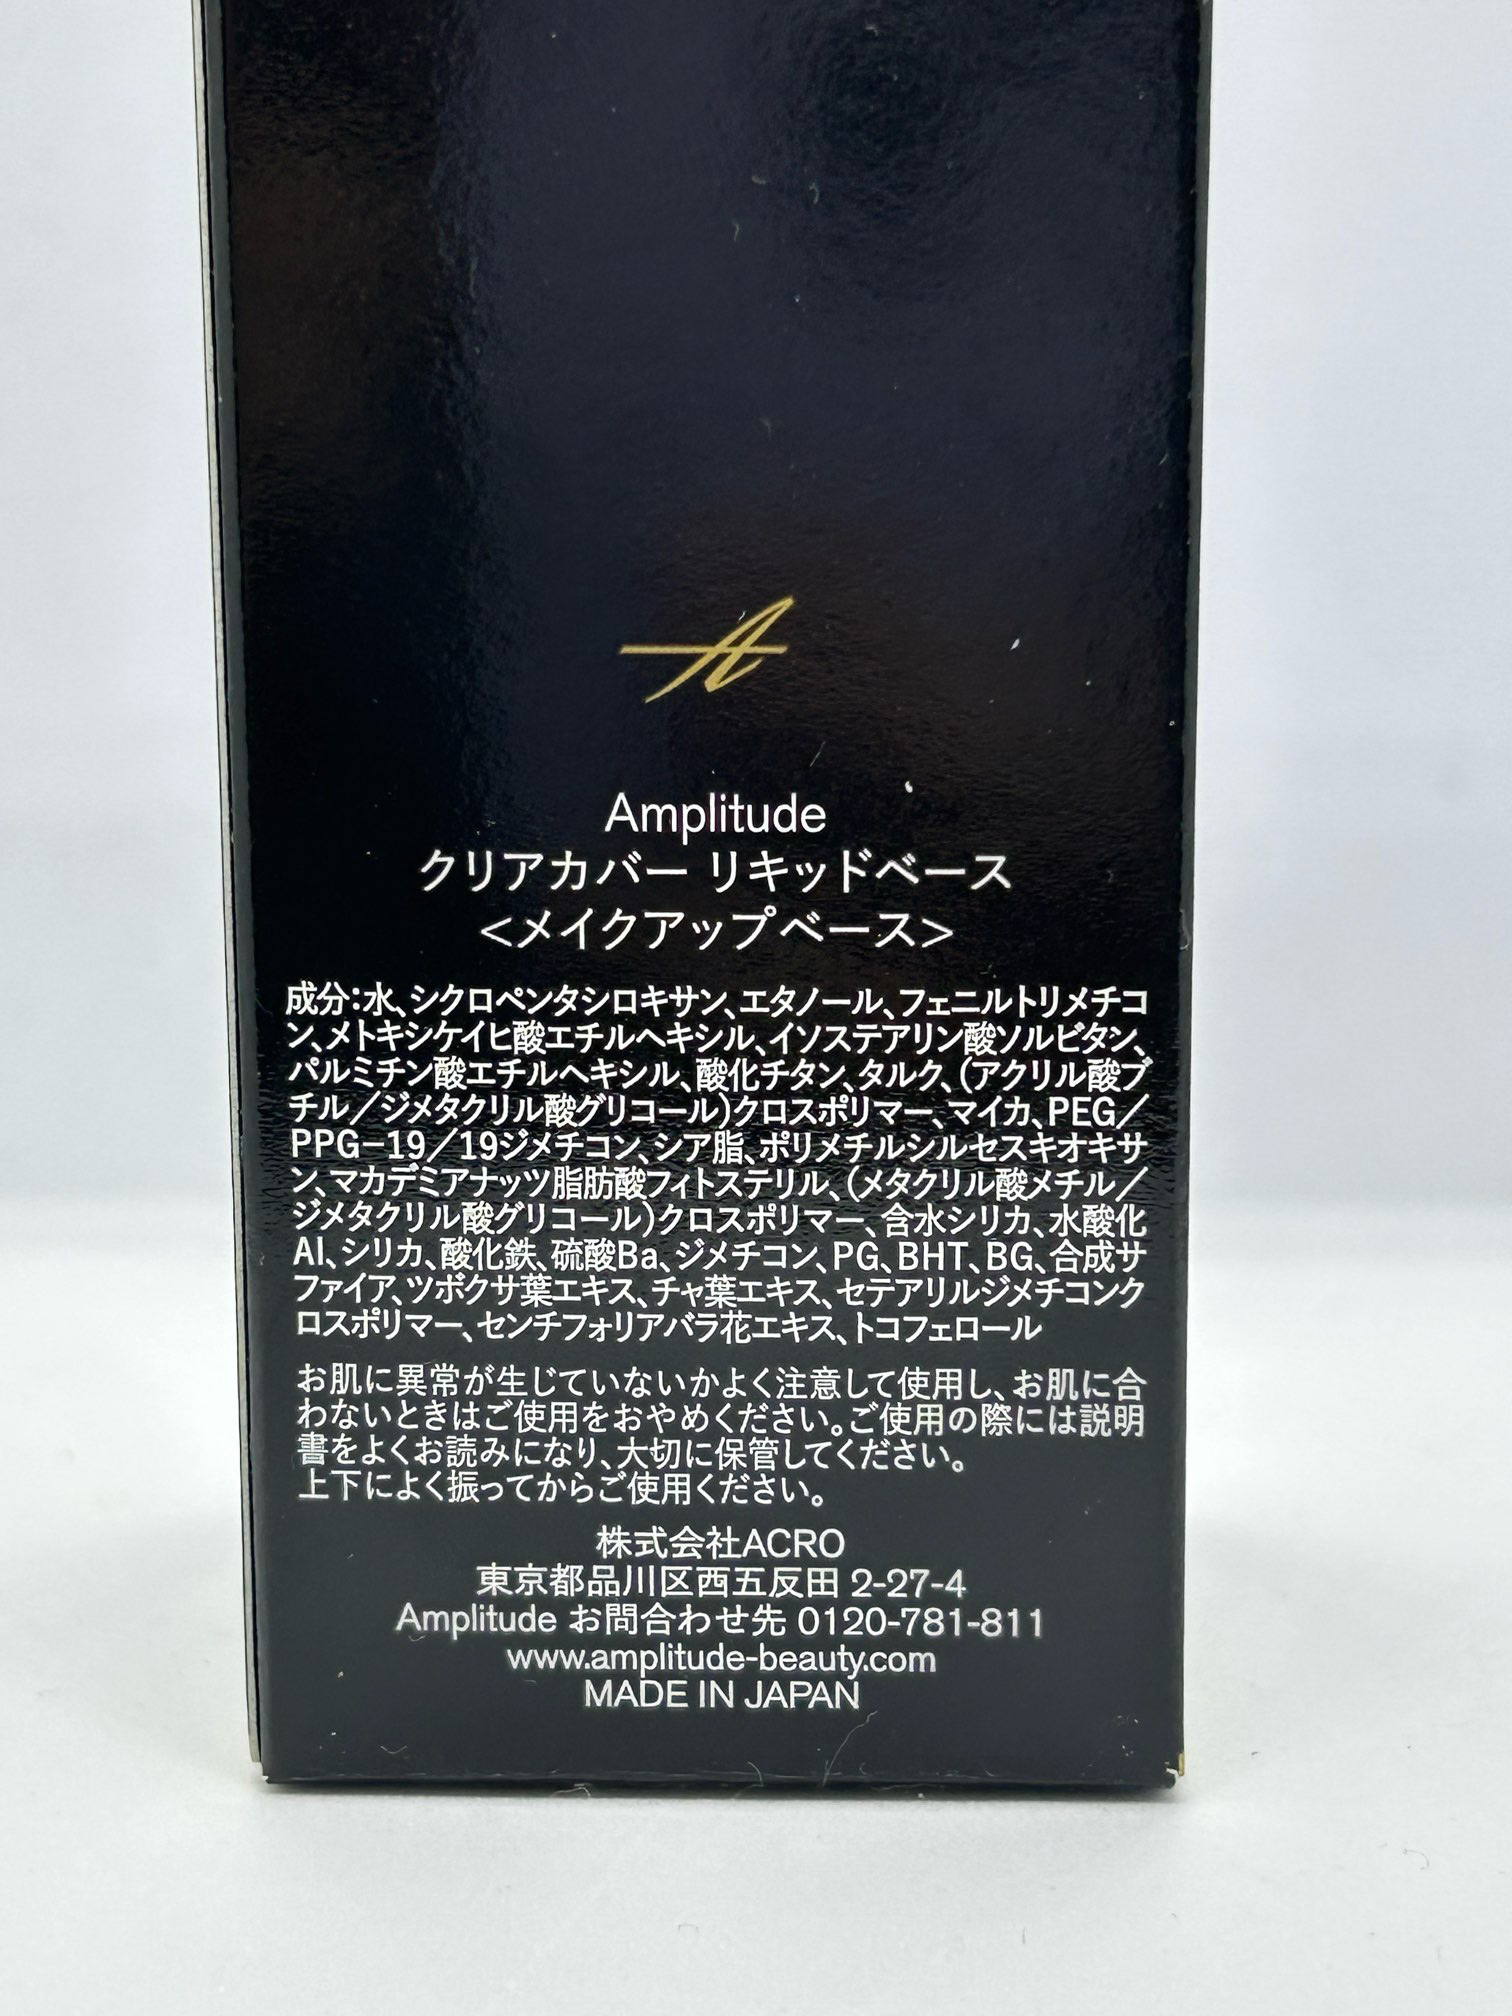 Amplitude
クリアカバー リキッドベース
<メイクアップベース>
成分:水、シクロペンタシロキサン、エタノール、フェニルトリメチコ
ン、メトキシケイヒ酸エチルヘキシル、イソステアリン酸ソルビタン、
パルミチン酸エチルヘキシル、酸化チタン、タルク、(アクリル酸ブ
チル/ジメタクリル酸グリコール)クロスポリマー、マイカ、PEG/
PPG-19/19ジメチコン、シア脂、ポリメチルシルセスキオキサ
ン、マカデミアナッツ脂肪酸フィトステリル、(メタクリル酸メチル/
ジメタクリル酸グリコール)クロスポリマー、含水シリカ、水酸化
Al、シリカ、酸化鉄、硫酸Ba、ジメチコン、PG、BHT、BG、合成サ
ファイア、ツボクサ葉エキス、チャ葉エキス、セテアリルジメチコンク
ロスポリマー、センチフォリアバラ花エキス、トコフェロール
お肌に異常が生じていないかよく注意して使用し、お肌に合
わないときはご使用をおやめください。ご使用の際には説明
書をよくお読みになり、大切に保管してください。
上下によく振ってからご使用ください。
株式会社ACRO
東京都品川区西五反田 2-27-4
Amplitude お問合わせ先 0120-781-811
www.amplitude-beauty.com
MADE IN JAPAN